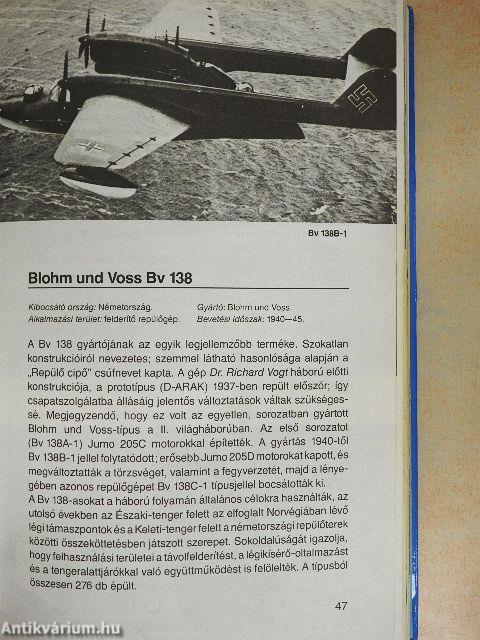 Bv 138B-1
Blohm und Voss Bv 138
Kibocsátó ország: Németország. Gyártó: Blohm und Voss.
Alkalmazási terület: felderítő repülőgép. Bevetési időszak: 1940—45.
A Bv 138 gyártójának az egyik legjellemzőbb terméke. Szokatlan
konstrukcióiról nevezetes; szemmel látható hasonlósága alapján a
„Repülő cipő" csúfnevet kapta. A gép Dr. Richard Vogt háború előtti
konstrukciója, a prototípus (D-ARAK) 1937-ben repült először; így
csapatszolgálatba állásáig jelentős változtatások váltak szükséges-
sé. Megjegyzendő, hogy ez volt az egyetlen, sorozatban gyártott
Blohm und Voss-típus a II. világháborúban. Az első sorozatot
(Bv 138A-1) Jumo 205C motorokkal építették. A gyártás 1940-től
Bv 138B-1 jellel folytatódott; erősebb Jumo 205D motorokat kapott, és
megváltoztatták a törzsvéget, valamint a fegyverzetét, majd a lénye-
gében azonos repülőgépet Bv 138C-1 típusjellel bocsátották ki.
A Bv 138-asokat a háború folyamán általános célokra használták, az
utolsó években az Északi-tenger felett az elfoglalt Norvégiában lévő
légi támaszpontok és a Keleti-tenger felett a németországi repülőterek
közötti összeköttetésben játszott szerepet. Sokoldalúságát igazolja,
hogy felhasználási területei a távolfelderítést, a légikísérő-oltalmazást
és a tengeralattjárókkal való együttműködést is felölelték. A típusból
összesen 276 db épült.
47
Antikvárium.hu